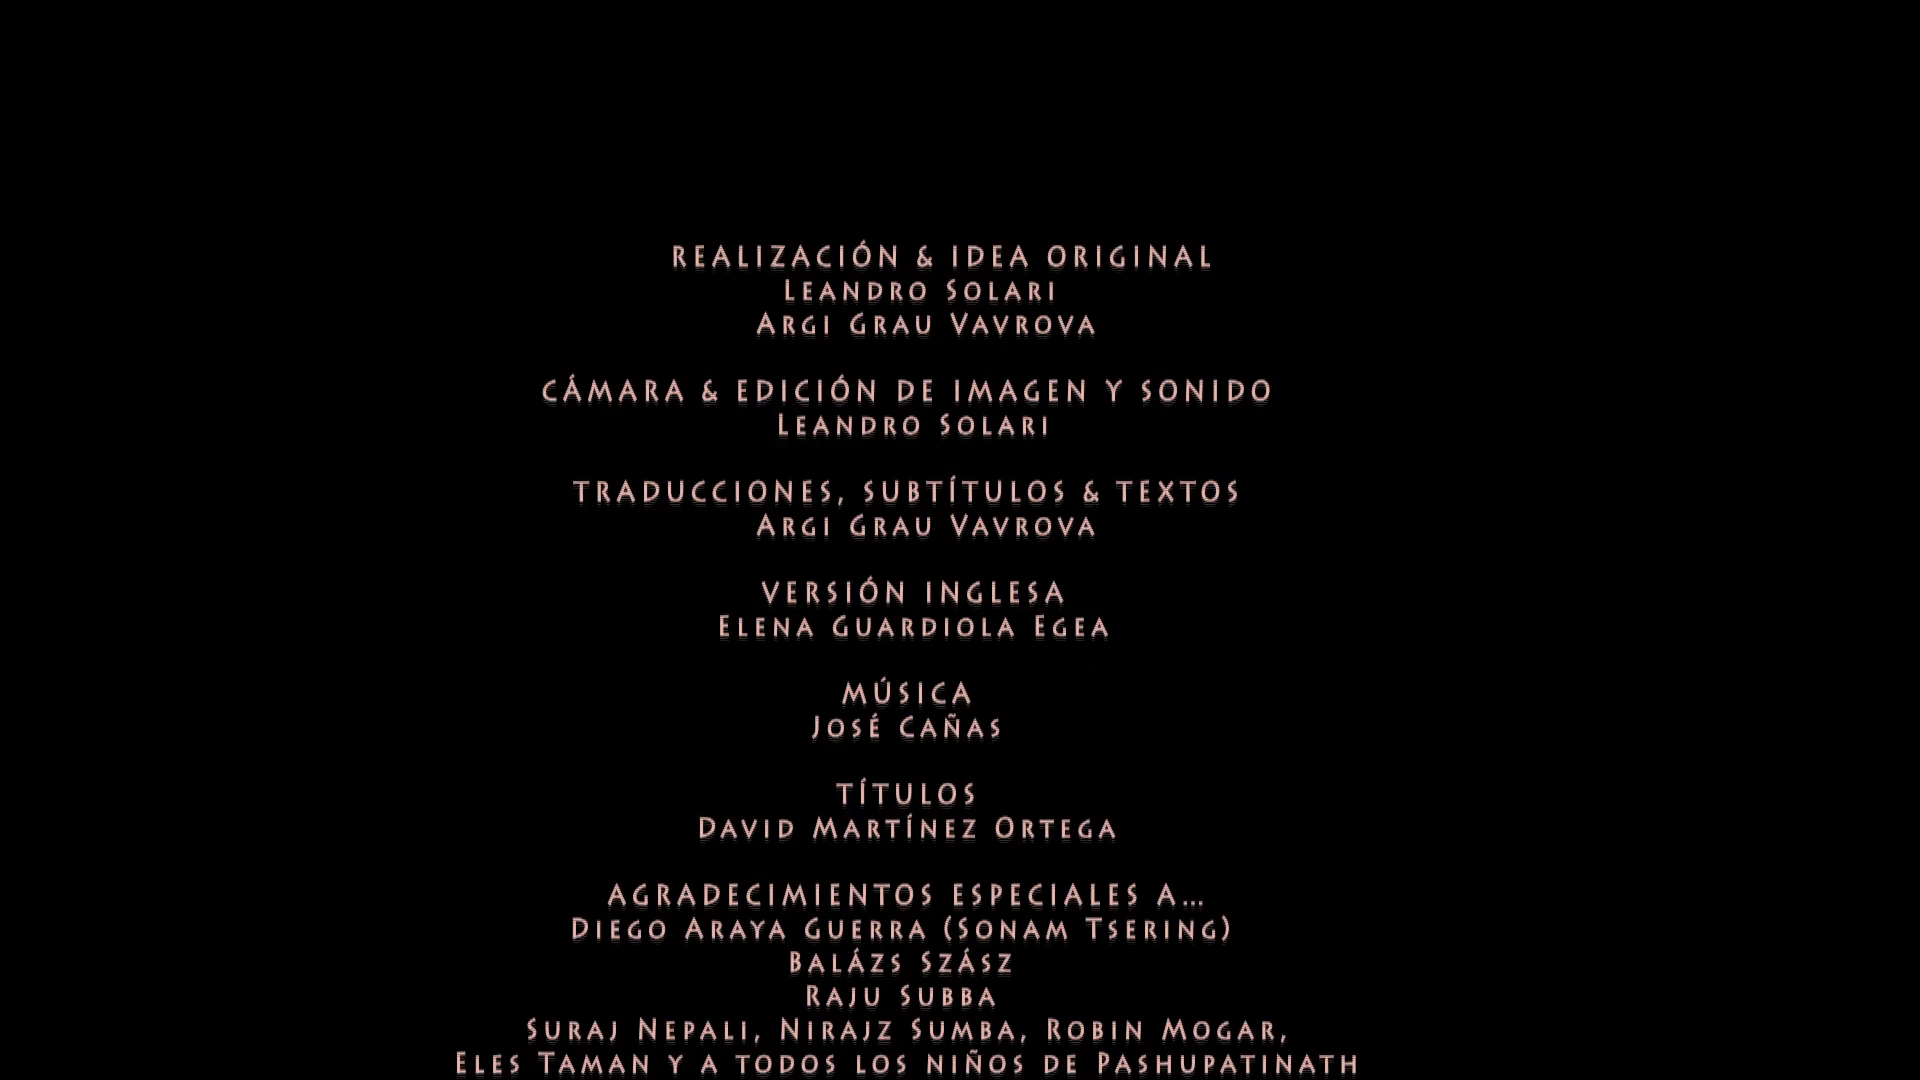 REALIZACIÓN & IDEA ORIGINAL
LEANDRO SOLARI
ARGI GRAU VAVROVA
CÁMARA & EDICIÓN DE IMAGEN Y SONIDO
LEANDRO SOLARI
TRADUCCIONES, SUBTÍTULOS & TEXTOS
ARGI GRAU VAVROVA
VERSIÓN INGLESA
ELENA GUARDIOLA EGEA
MÚSICA
JOSÉ CAÑAS
TÍTULOS
DAVID MARTÍNEZ ORTEGA
AGRADECIMIENTOS ESPECIALES A...
DIEGO ARAYA GUERRA (SONAM TSERING)
BALÁZS SZÁSZ
RAJU SUBBA
SURAJ NEPALI, NIRAJZ SUMBA, ROBIN MOGAR,
ELES TAMAN Y A TODOS LOS NIÑOS DE PASHUPATINATH